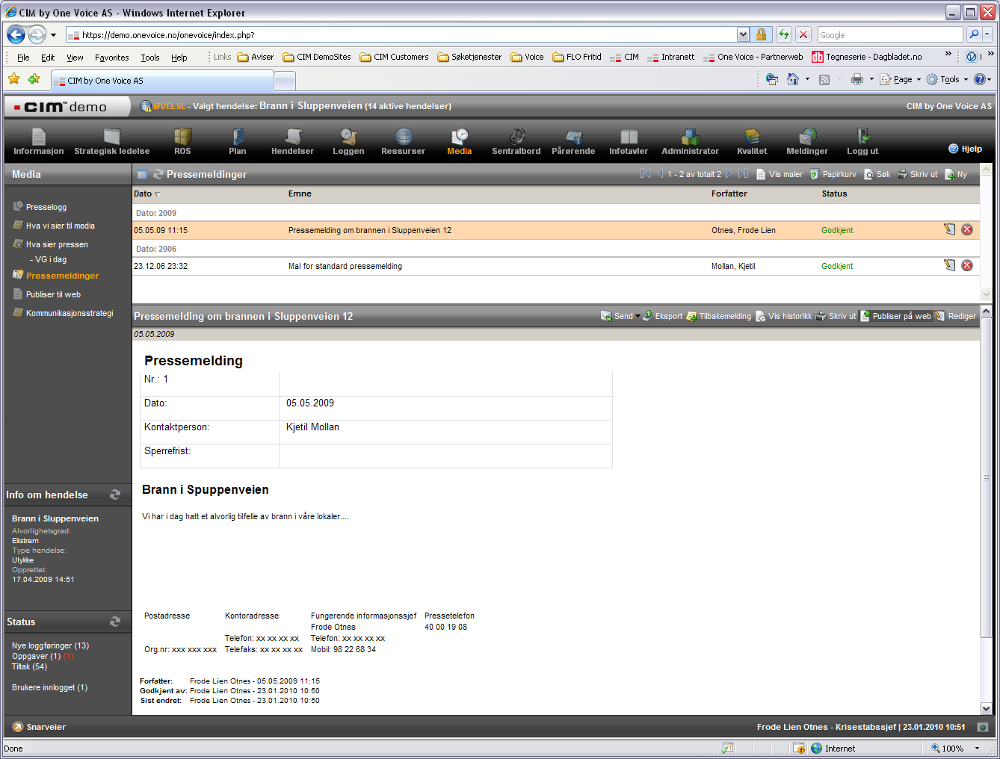 CIM by One Voice AS - Windows Internet Explorer
https://demo.onevoice.no/onevoice/index.php?
Google
File Edit View Favorites Tools Help
Links Aviser CIM DemoSites CIM Customers Søketjenester Voice FLO Fritid CIM Intranett One Voice - Partnerweb Tegneserie - Dagbladet.no
CIM by One Voice AS
Page Tools
CIM™ demo
ØVELSE - Valgt hendelse: Brann i Sluppenveien (14 aktive hendelser)
CIM by One Voice AS
Informasjon Strategisk ledelse ROS Plan Hendelser Loggen Ressurser Media Sentralbord Pårørende Infotavler Administrator Kvalitet Meldinger Logg ut
Hjelp
Media
Presselogg
Hva vi sier til media
Hva sier pressen
- VG i dag
Pressemeldinger
Publiser til web
Kommunikasjonsstrategi
Info om hendelse
Brann i Sluppenveien
Alvorlighetsgrad:
Ekstrem
Type hendelse:
Ulykke
Opprettet:
17.04.2009 14:51
Status
Nye loggføringer (13)
Oppgaver (1) (1)
Tiltak (54)
Brukere innlogget (1)
Pressemeldinger
1 - 2 av totalt 2 Vis maler Papirkurv Søk Skriv ut Ny
Dato Emne Forfatter Status
Dato: 2009
05.05.09 11:15 Pressemelding om brannen i Sluppenveien 12 Otnes, Frode Lien Godkjent
Dato: 2006
23.12.06 23:32 Mal for standard pressemelding Mollan, Kjetil Godkjent
Pressemelding om brannen i Sluppenveien 12
Send Eksport Tilbakemelding Vis historikk Skriv ut Publiser på web Rediger
05.05.2009
Pressemelding
Nr.: 1
Dato: 05.05.2009
Kontaktperson: Kjetil Mollan
Sperrefrist:
Brann i Spuppenveien
Vi har i dag hatt et alvorlig tilfelle av brann i våre lokaler....
Postadresse Kontoradresse Fungerende informasjonssjef Pressetelefon
Frode Otnes 40 00 19 08
Telefon: xx xx xx xx Telefon: xx xx xx xx
Org.nr: xxx xxx xxx Telefaks: xx xx xx xx Mobil: 98 22 68 34
Forfatter: Frode Lien Otnes - 05.05.2009 11:15
Godkjent av: Frode Lien Otnes - 23.01.2010 10:50
Sist endret: Frode Lien Otnes - 23.01.2010 10:50
Snarveier
Frode Lien Otnes - Krisestabssjef | 23.01.2010 10:51
Done
Internet
100%